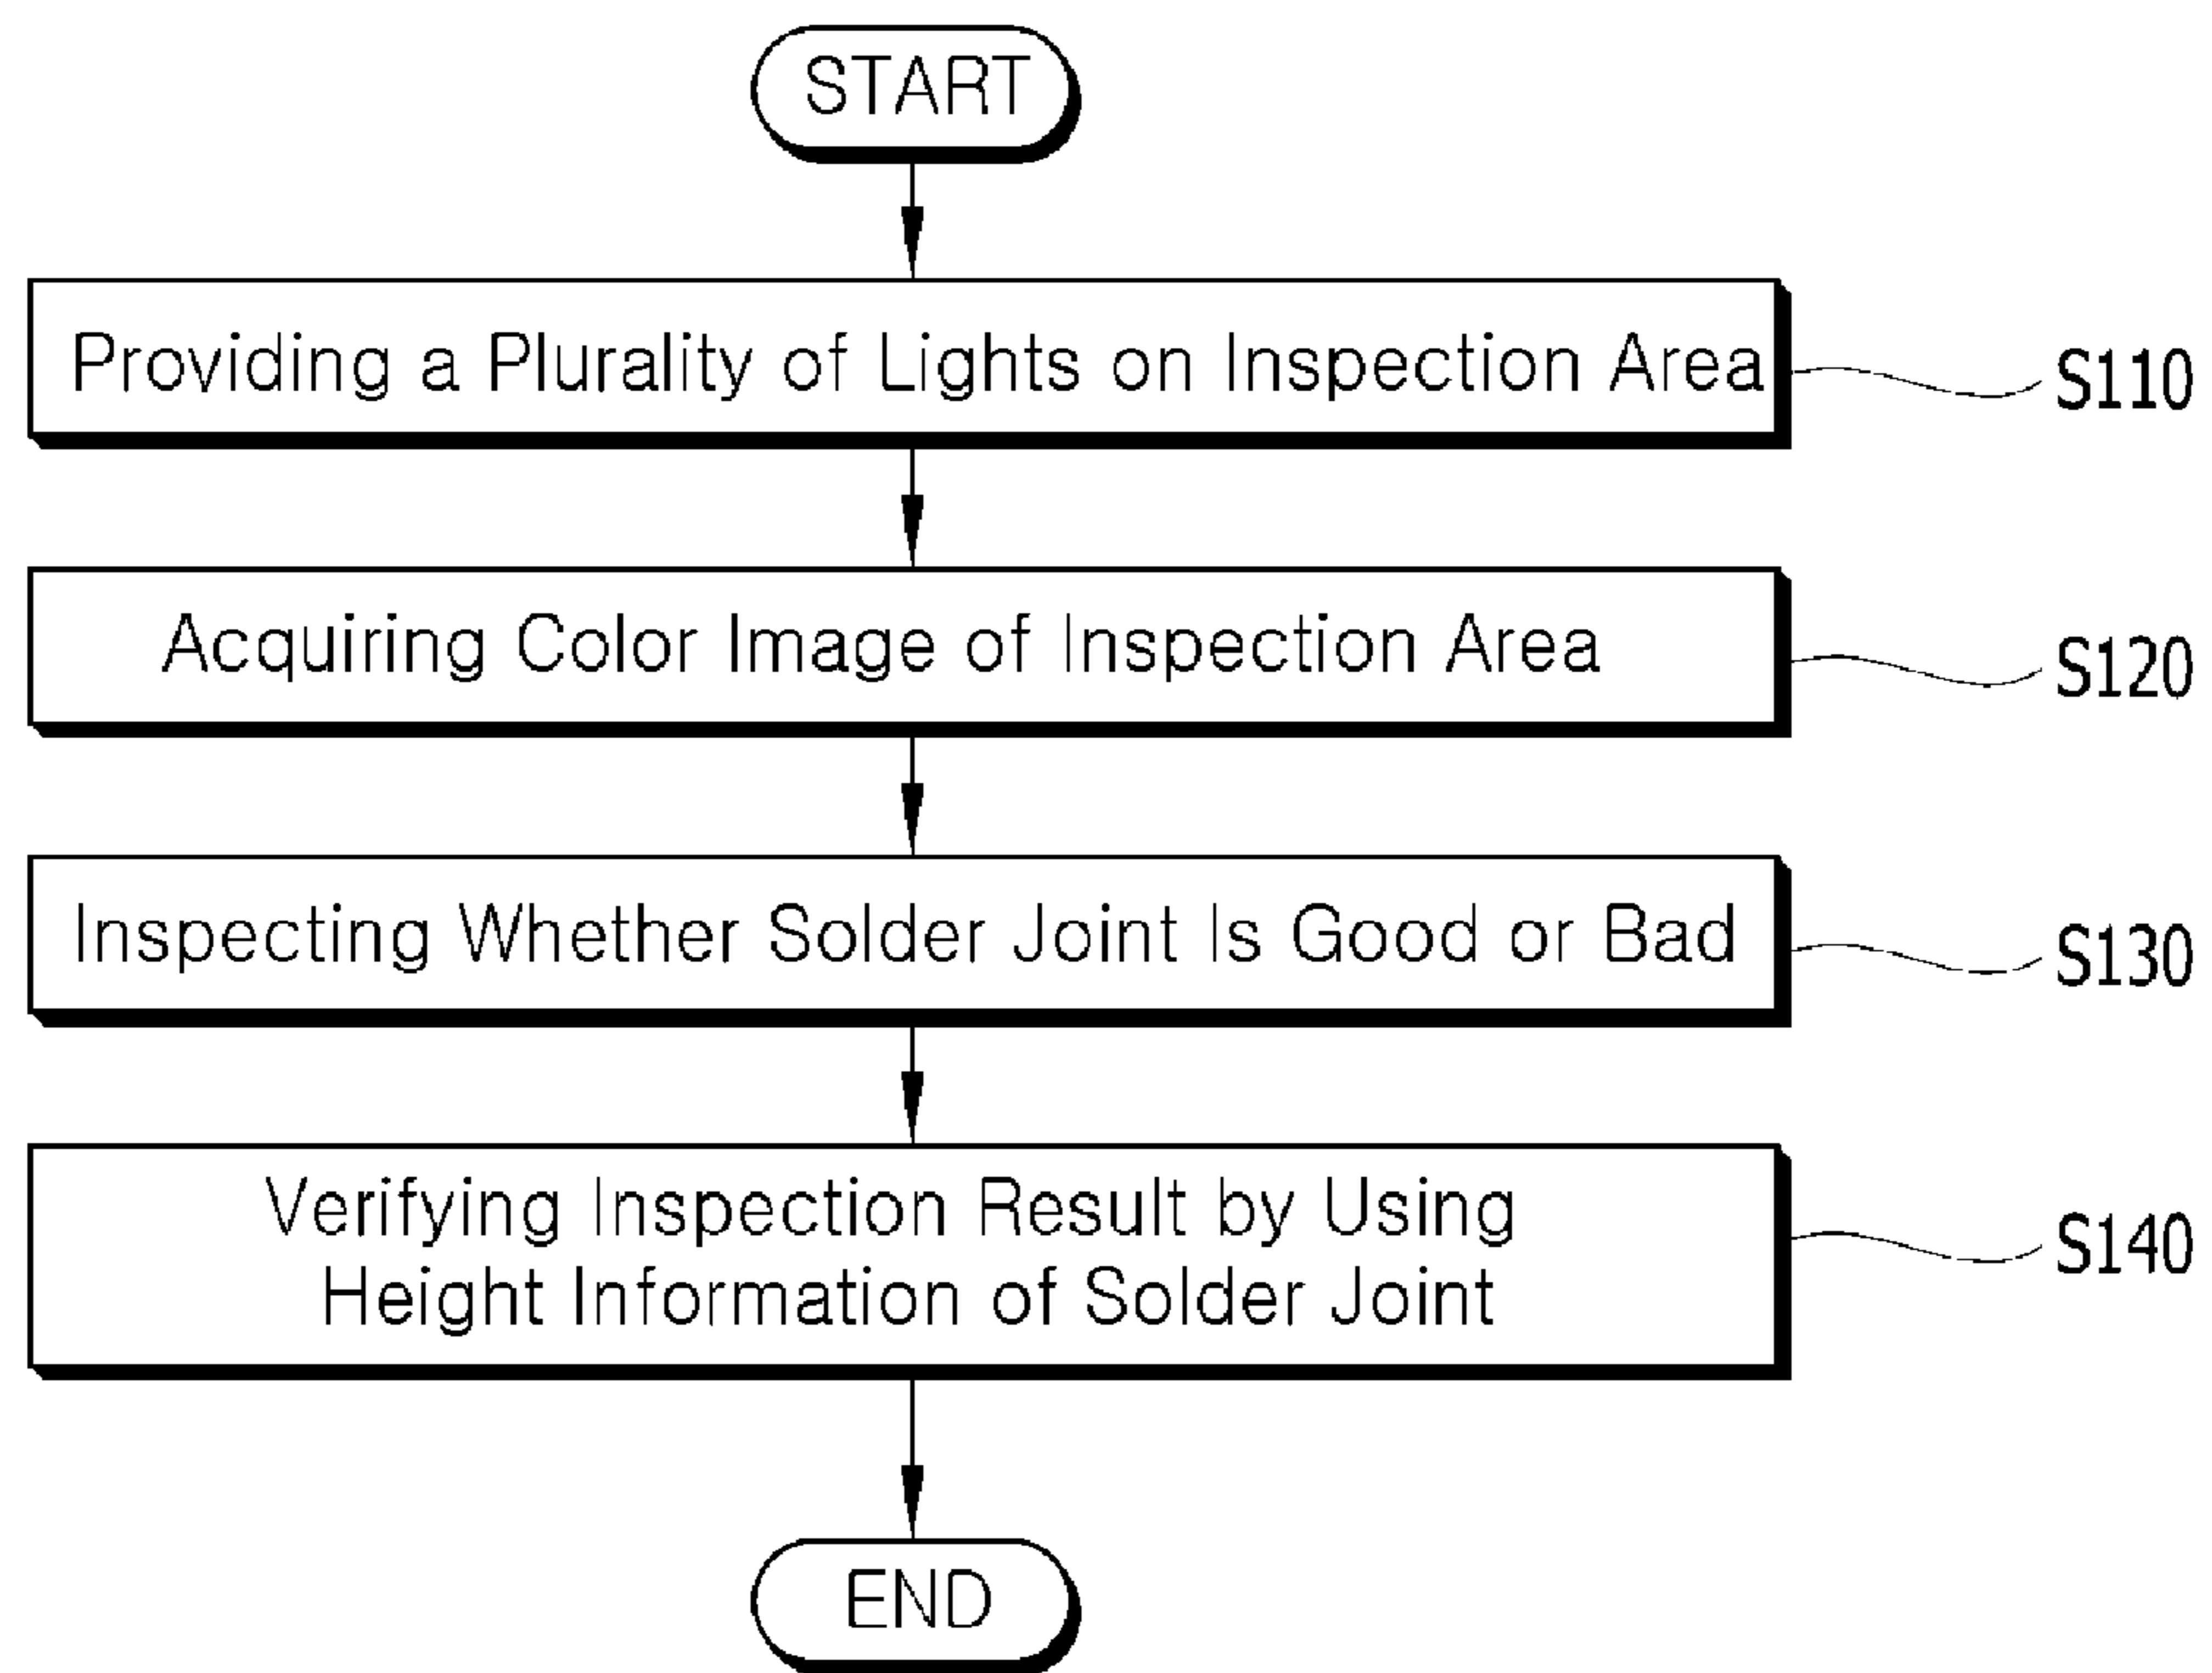 START
Providing a Plurality of Lights on Inspection Area
S110
Acquiring Color Image of Inspection Area
S120
Inspecting Whether Solder Joint Is Good or Bad
S130
Verifying Inspection Result by Using
Height Information of Solder Joint
S140
END